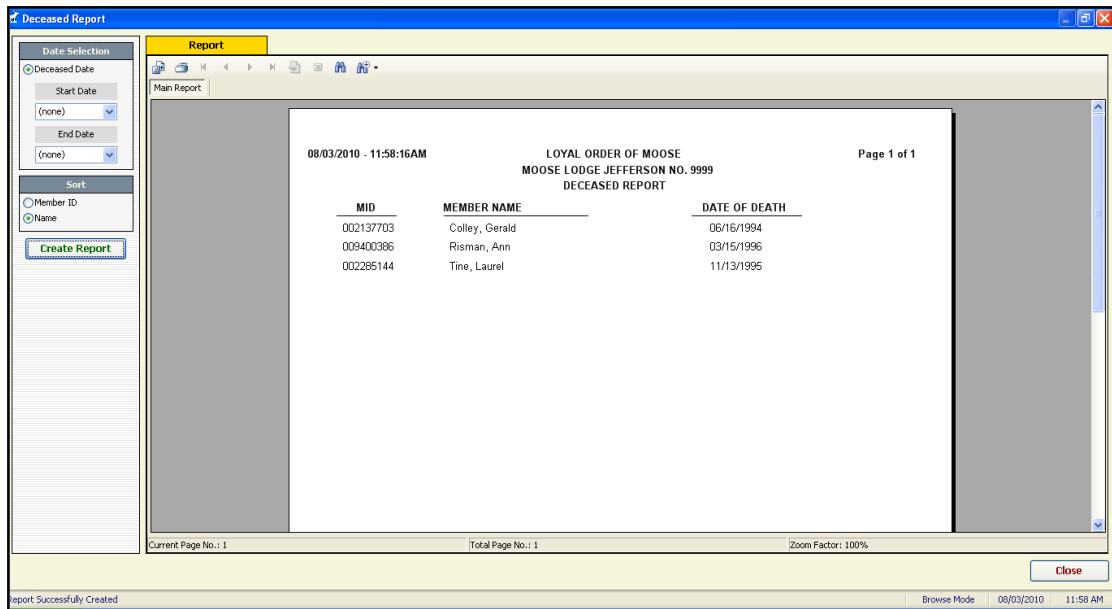 Deceased Report
Date Selection
Deceased Date
Start Date
(none)
End Date
(none)
Sort
Member ID
Name
Create Report
Report
Main Report
08/03/2010 - 11:58:16AM LOYAL ORDER OF MOOSE Page 1 of 1
MOOSE LODGE JEFFERSON NO. 9999
DECEASED REPORT
MID MEMBER NAME DATE OF DEATH
002137703 Colley, Gerald 06/16/1994
009400386 Risman, Ann 03/15/1996
002285144 Tine, Laurel 11/13/1995
Current Page No.: 1 Total Page No.: 1 Zoom Factor: 100%
Close
Report Successfully Created Browse Mode 08/03/2010 11:58 AM